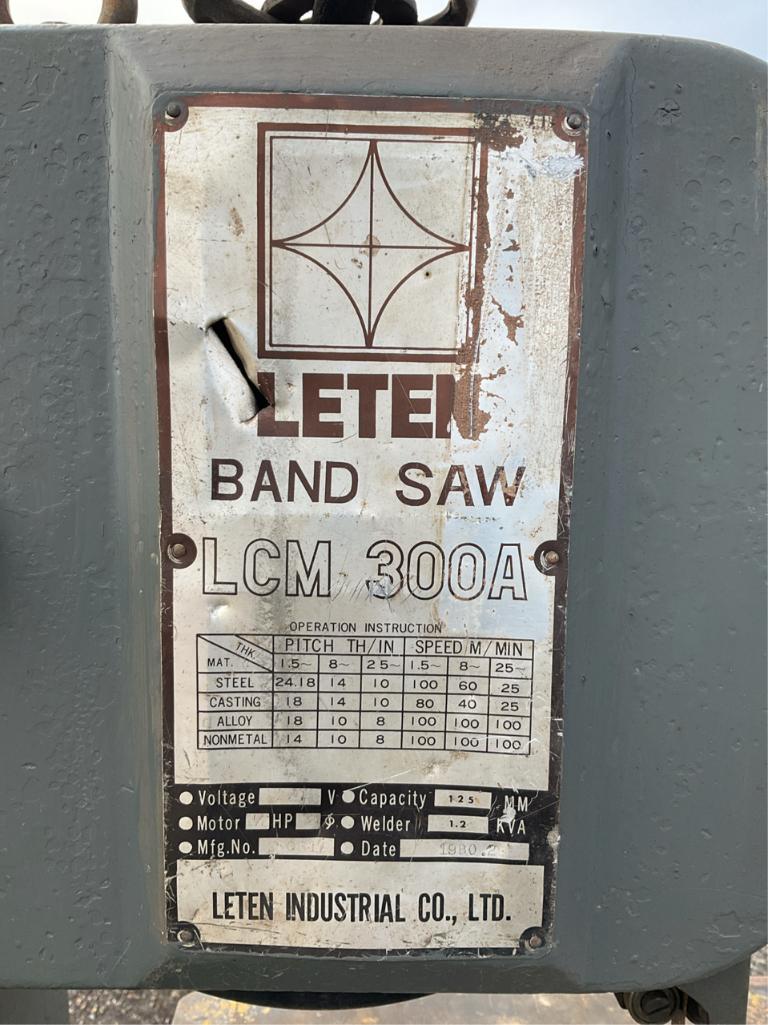 LETEN
BAND SAW
LCM 300A
OPERATION INSTRUCTION
THK. PITCH TH/IN SPEED M/MIN
MAT. 1.5~ 8~ 25~ 1.5~ 8~ 25~
STEEL 24.18 14 10 100 60 25
CASTING 18 14 10 80 40 25
ALLOY 18 10 8 100 100 100
NONMETAL 14 10 8 100 100 100
Voltage V Capacity 125 MM
Motor HP φ Welder 1.2 KVA
Mfg.No. Date 1980.2
LETEN INDUSTRIAL CO., LTD.